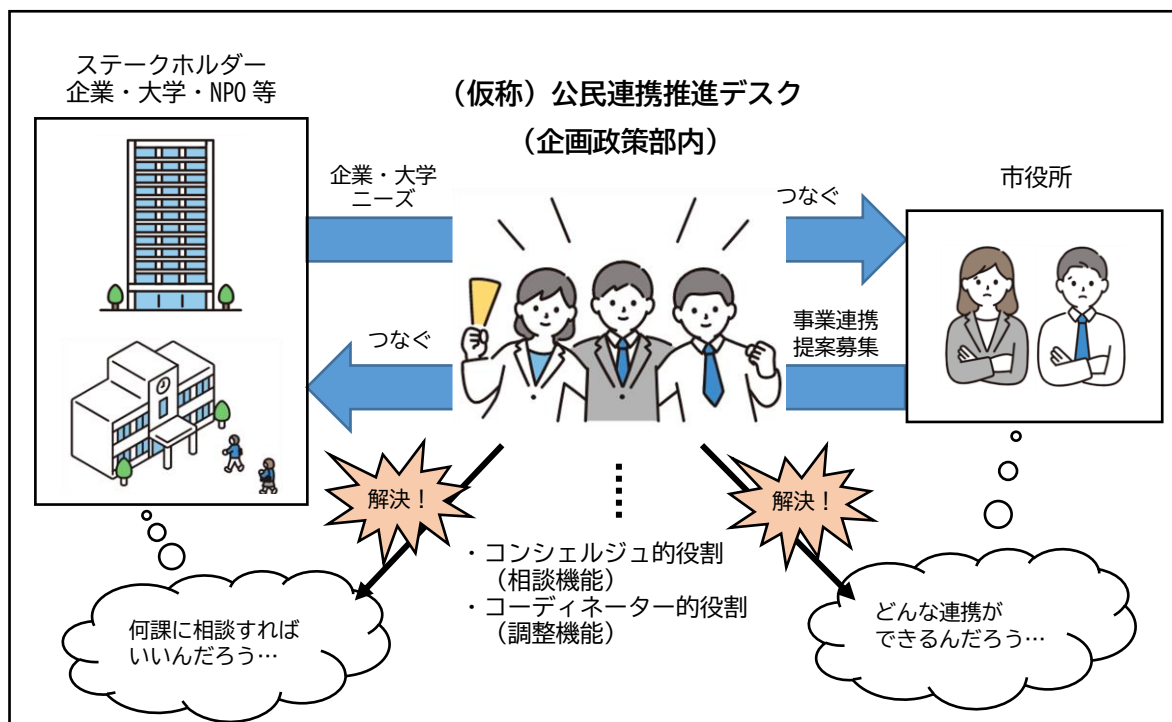 ステークホルダー
企業・大学・NPO 等
（仮称）公民連携推進デスク
（企画政策部内）
市役所
企業・大学
ニーズ
つなぐ
つなぐ
事業連携
提案募集
解決！
解決！
・コンシェルジュ的役割
（相談機能）
・コーディネーター的役割
（調整機能）
何課に相談すれば
いいんだろう…
どんな連携が
できるんだろう…